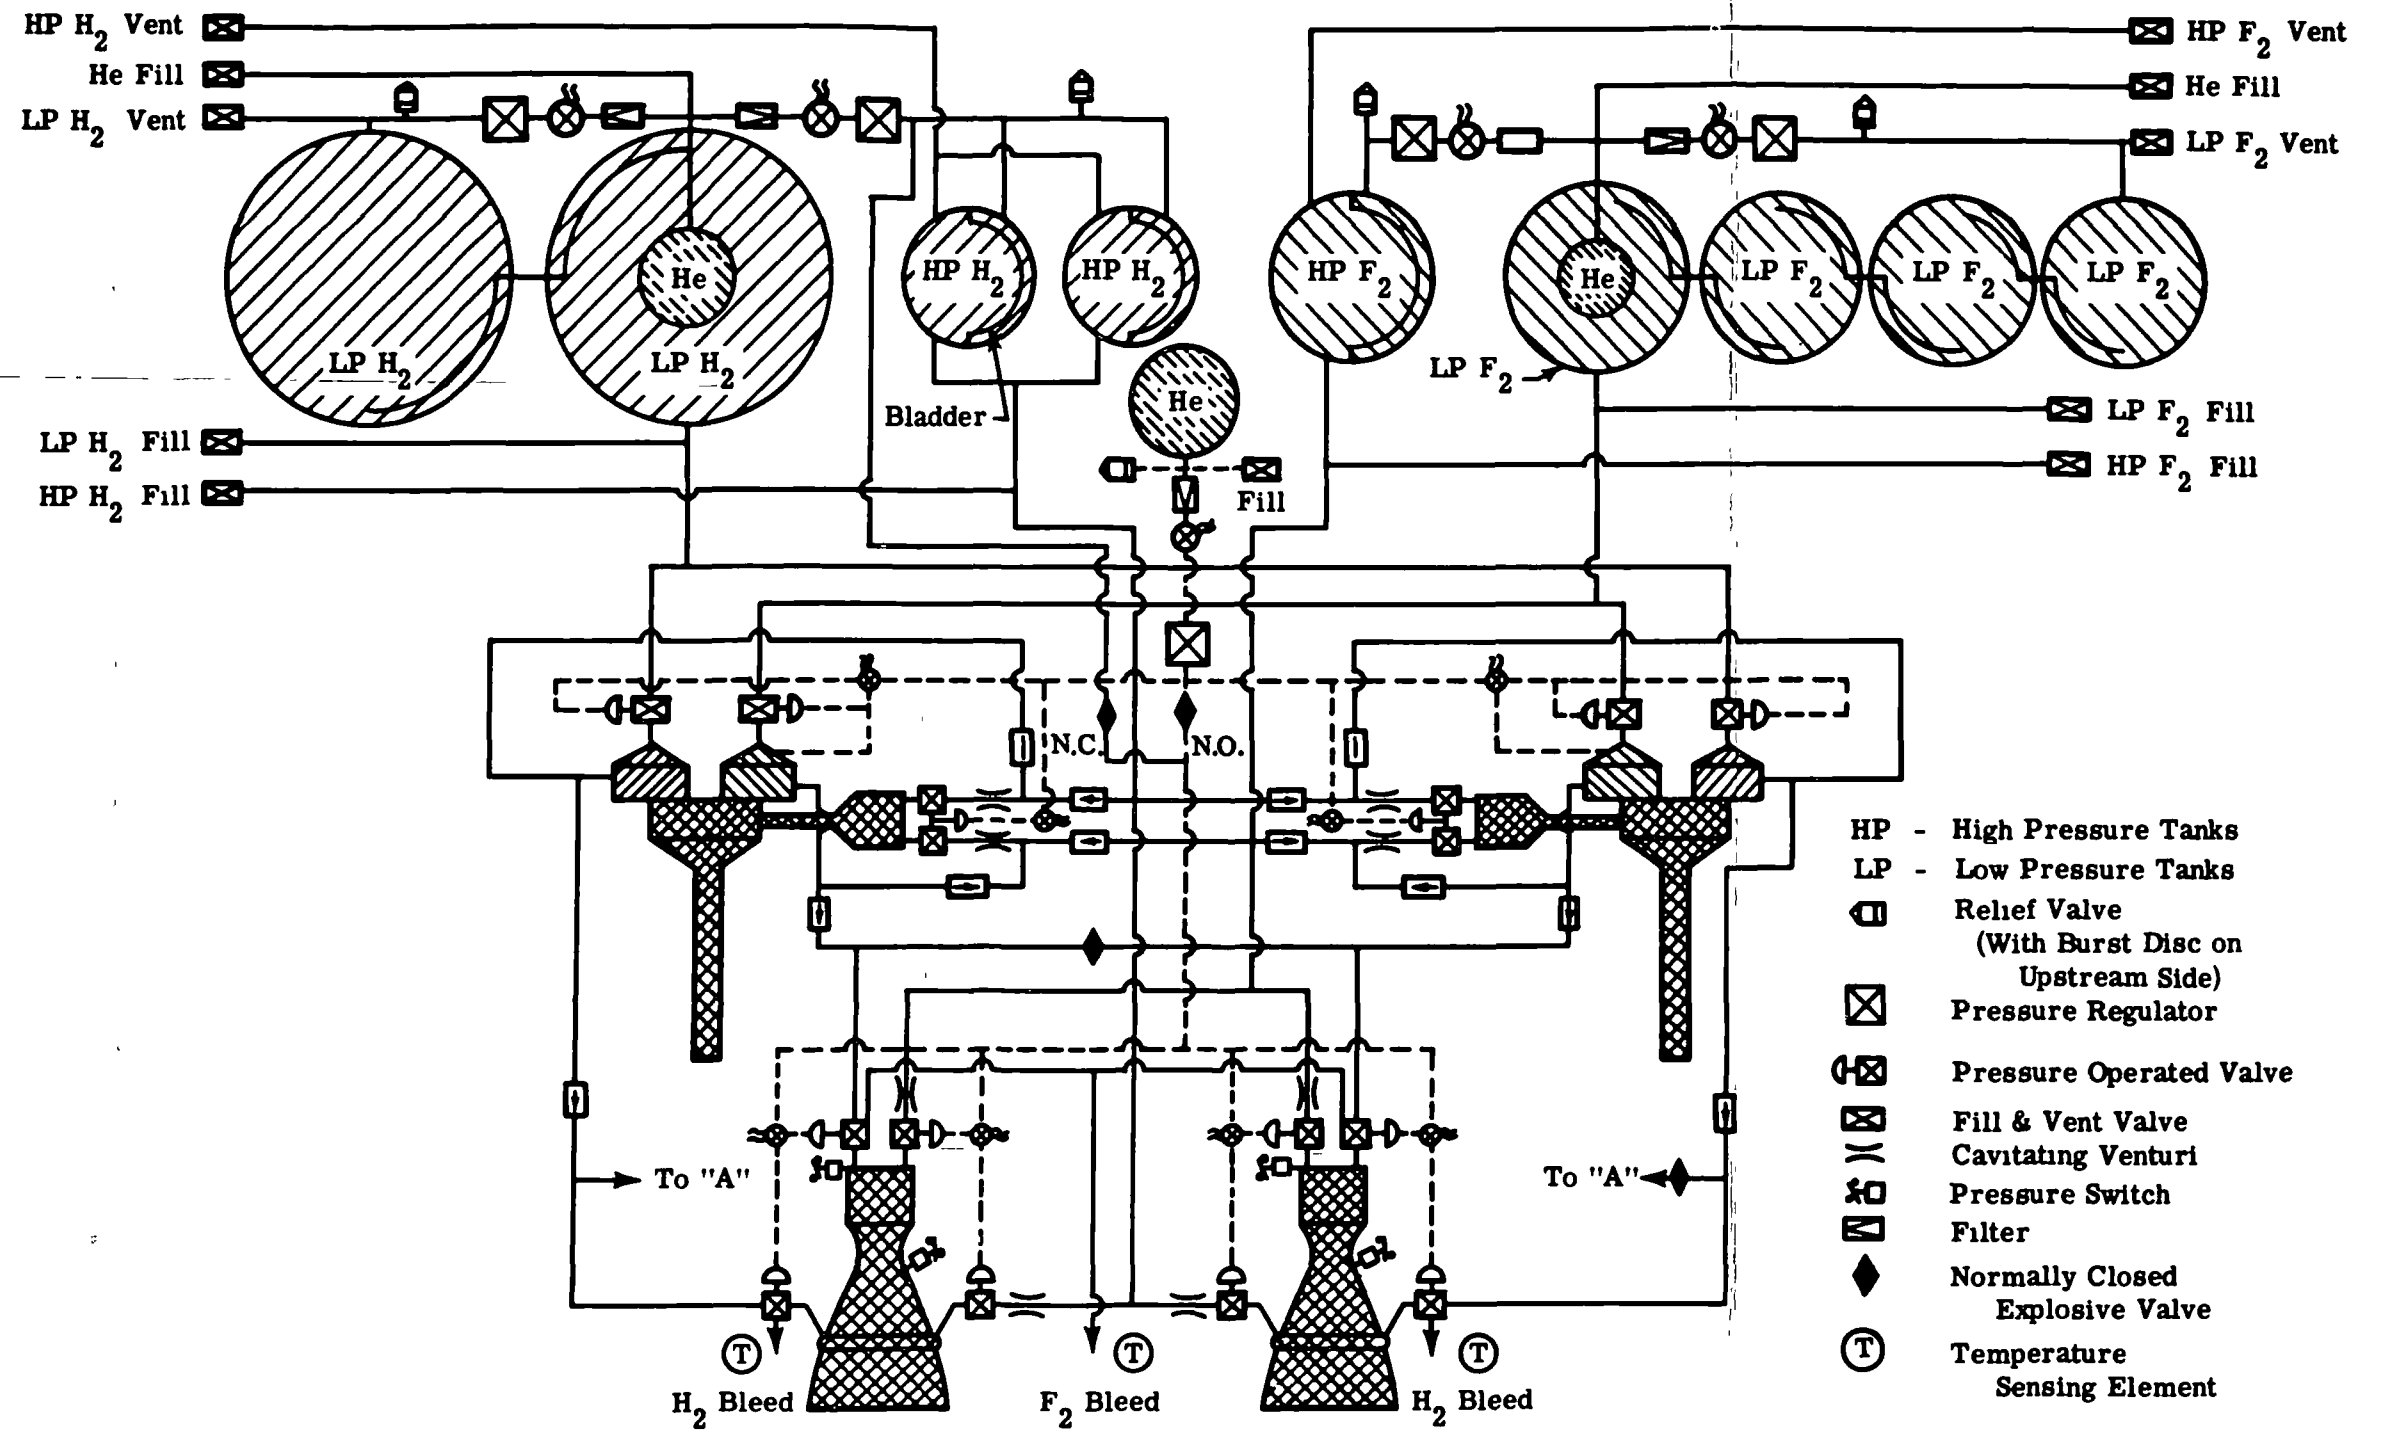 HP H2 Vent
He Fill
LP H2 Vent
HP F2 Vent
He Fill
LP F2 Vent
He
HP H2
HP H2
HP F2
He
LP F2
LP F2
LP F2
LP H2
LP H2
LP F2
Bladder
He
LP H2 Fill
HP H2 Fill
Fill
LP F2 Fill
HP F2 Fill
N.C.
N.O.
HP - High Pressure Tanks
LP - Low Pressure Tanks
Relief Valve
(With Burst Disc on
Upstream Side)
Pressure Regulator
Pressure Operated Valve
Fill & Vent Valve
Cavitating Venturi
Pressure Switch
Filter
Normally Closed
Explosive Valve
T Temperature
Sensing Element
To "A"
To "A"
T
T
T
H2 Bleed
F2 Bleed
H2 Bleed